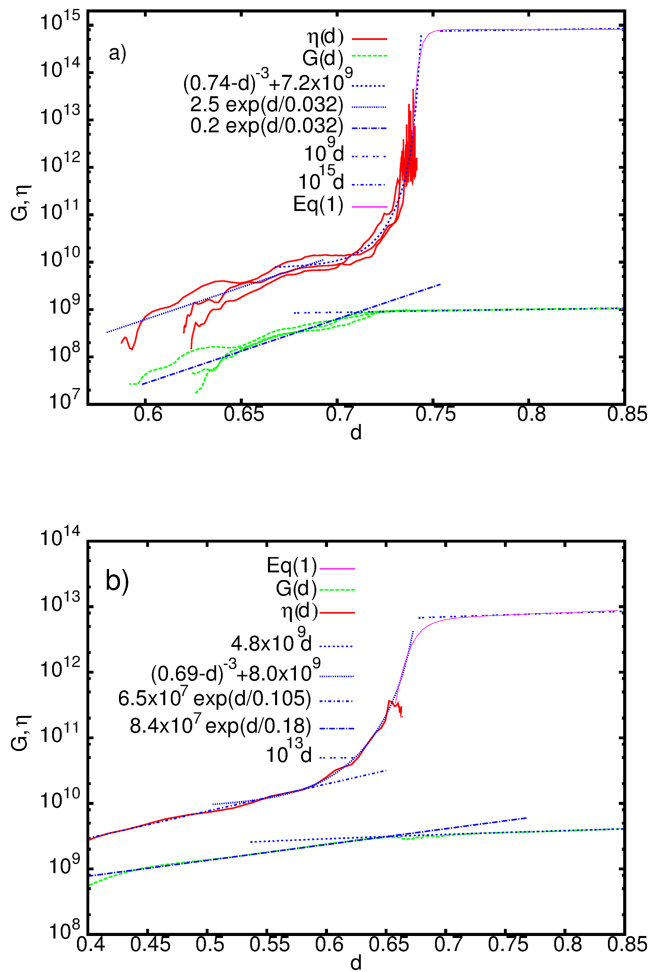 10^15
10^14
10^13
10^12
10^11
10^10
10^9
10^8
10^7
G, η
a)
η(d)
G(d)
(0.74-d)^-3+7.2x10^9
2.5 exp(d/0.032)
0.2 exp(d/0.032)
10^9d
10^15d
Eq(1)
0.6 0.65 0.7 0.75 0.8 0.85
d
10^14
10^13
10^12
10^11
10^10
10^9
10^8
G, η
b)
Eq(1)
G(d)
η(d)
4.8x10^9d
(0.69-d)^-3+8.0x10^9
6.5x10^7 exp(d/0.105)
8.4x10^7 exp(d/0.18)
10^13d
0.4 0.45 0.5 0.55 0.6 0.65 0.7 0.75 0.8 0.85
d